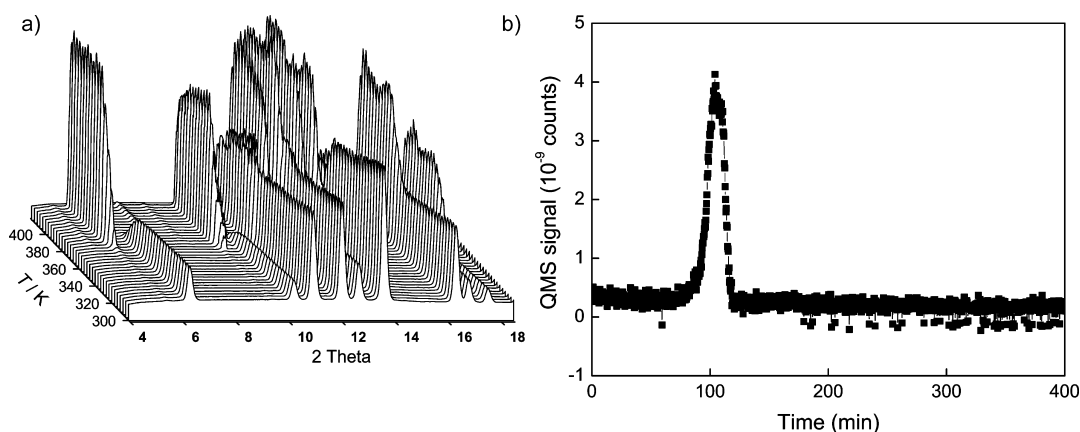 a)
400
380
360
340
320
300
T / K
4 6 8 10 12 14 16 18
2 Theta
b)
5
4
3
2
1
0
-1
QMS signal (10⁻⁹ counts)
0 100 200 300 400
Time (min)